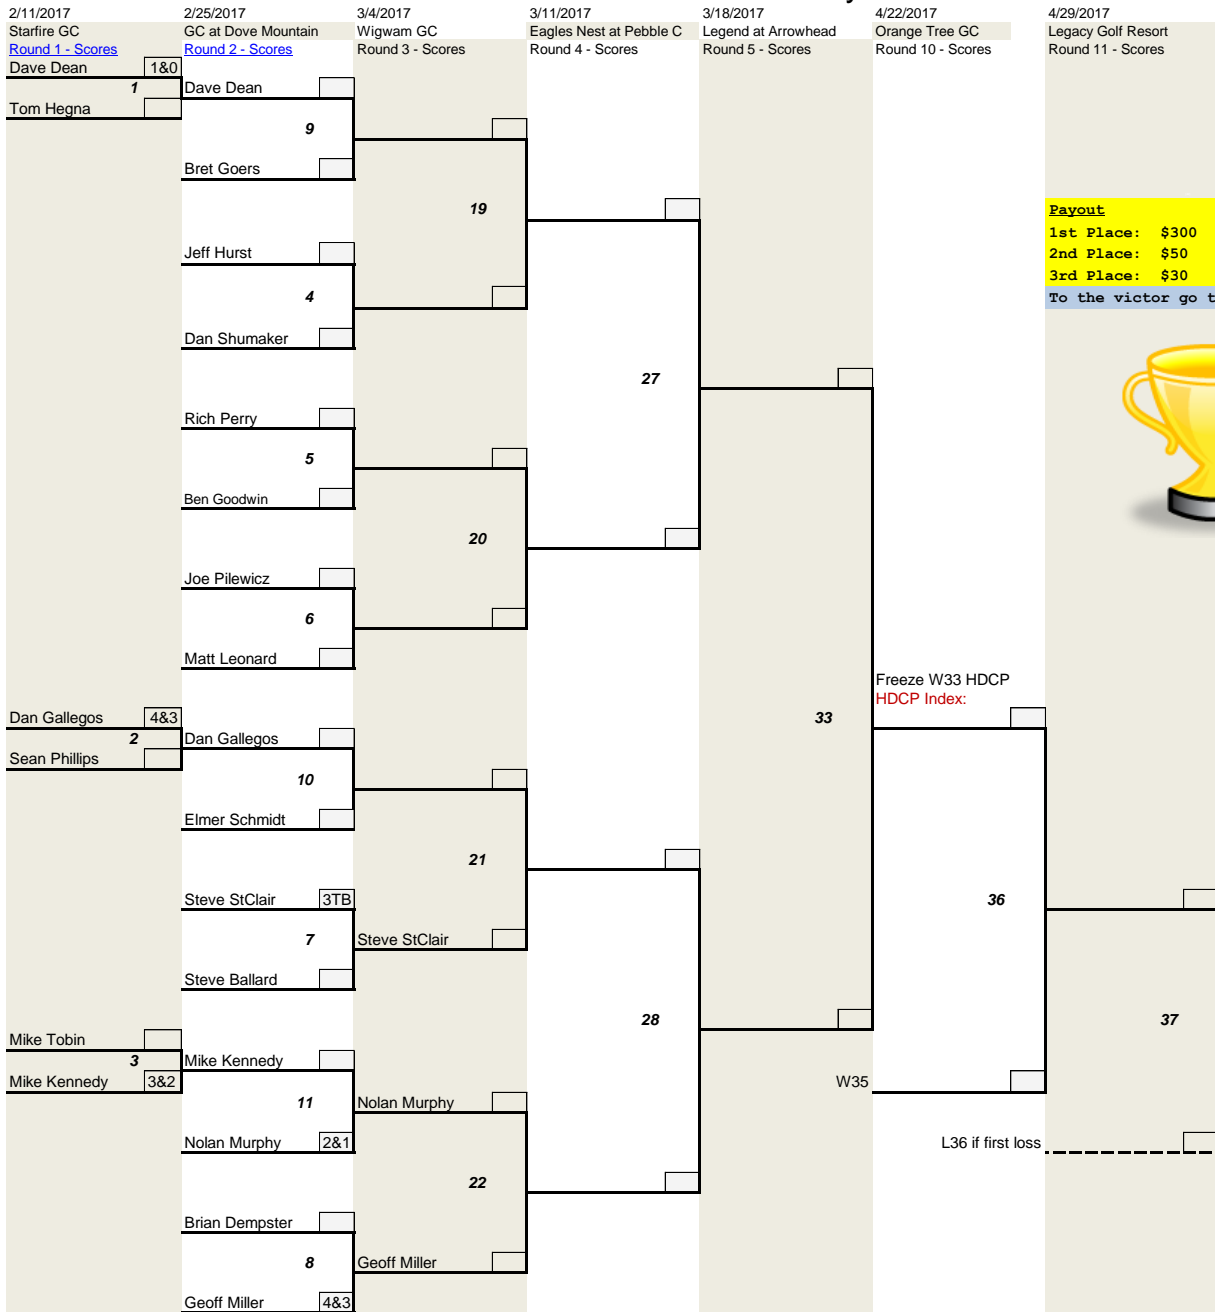 2/11/2017 2/25/2017 3/4/2017 3/11/2017 3/18/2017 4/22/2017 4/29/2017
Starfire GC GC at Dove Mountain Wigwam GC Eagles Nest at Pebble C Legend at Arrowhead Orange Tree GC Legacy Golf Resort
Round 1 - Scores Round 2 - Scores Round 3 - Scores Round 4 - Scores Round 5 - Scores Round 10 - Scores Round 11 - Scores
Dave Dean 1&0
1 Dave Dean
Tom Hegna
9
Bret Goers
19
Payout
1st Place: $300
Jeff Hurst 2nd Place: $50
3rd Place: $30
4 To the victor go t
Dan Shumaker
27
Rich Perry
5
Ben Goodwin
20
Joe Pilewicz
6
Matt Leonard
Freeze W33 HDCP
HDCP Index:
Dan Gallegos 4&3 33
2 Dan Gallegos
Sean Phillips
10
Elmer Schmidt
21
Steve StClair 3TB 36
7 Steve StClair
Steve Ballard
28 37
Mike Tobin
3 Mike Kennedy
Mike Kennedy 3&2 W35
11 Nolan Murphy
Nolan Murphy 2&1 L36 if first loss
22
Brian Dempster
8 Geoff Miller
Geoff Miller 4&3